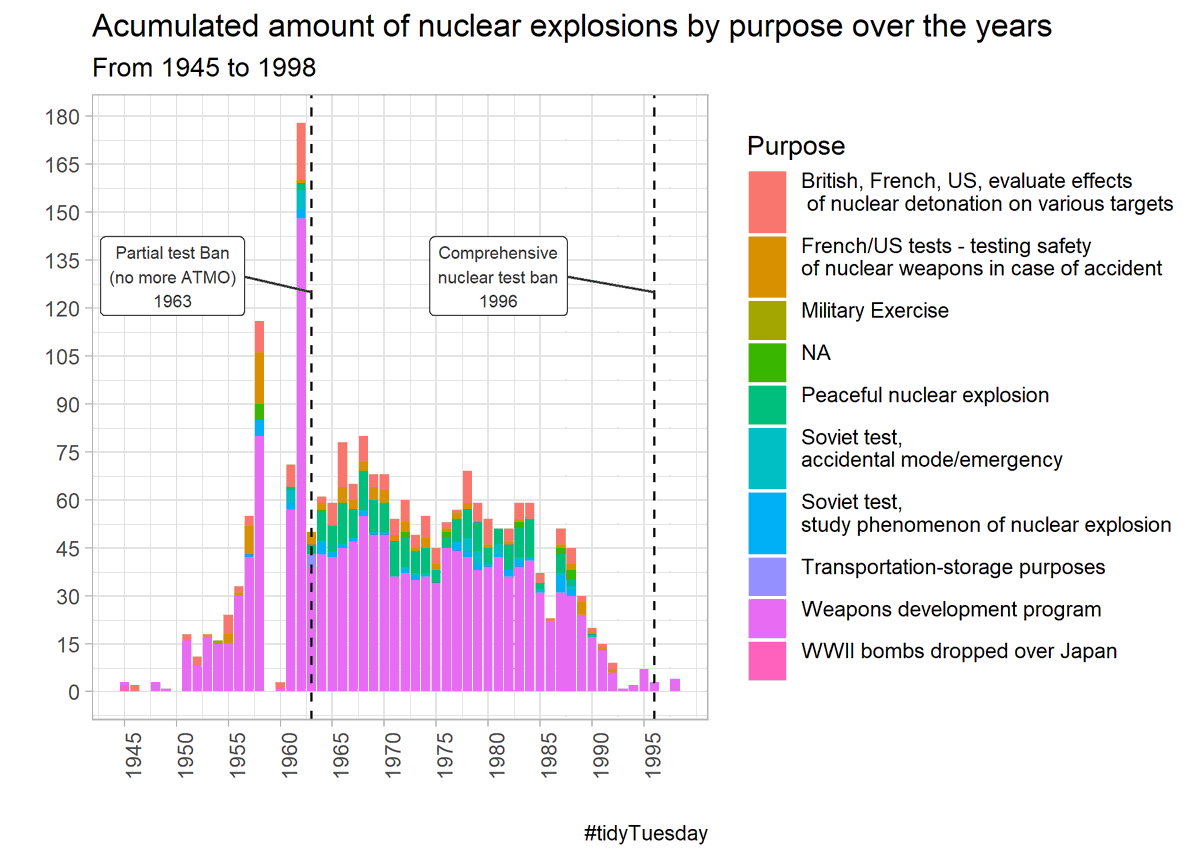 Acumulated amount of nuclear explosions by purpose over the years
From 1945 to 1998
180
165
150
135
120
105
90
75
60
45
30
15
0
Partial test Ban
(no more ATMO)
1963
Comprehensive
nuclear test ban
1996
1945
1950
1955
1960
1965
1970
1975
1980
1985
1990
1995
Purpose
British, French, US, evaluate effects
of nuclear detonation on various targets
French/US tests - testing safety
of nuclear weapons in case of accident
Military Exercise
NA
Peaceful nuclear explosion
Soviet test,
accidental mode/emergency
Soviet test,
study phenomenon of nuclear explosion
Transportation-storage purposes
Weapons development program
WWII bombs dropped over Japan
#tidyTuesday